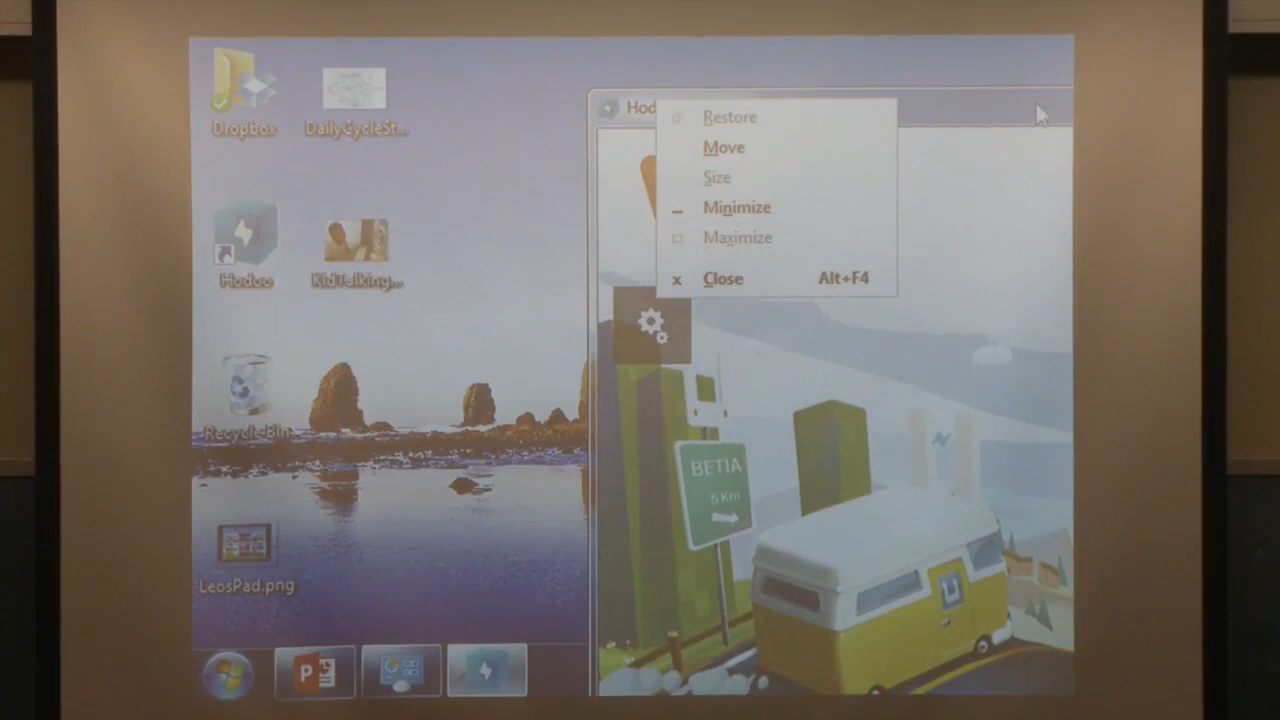 Dropbox
DailyCycleSt...
Hodoo
KidTalking...
Recycle Bin
LeosPad.png
Hod
Restore
Move
Size
Minimize
Maximize
x Close Alt+F4
BETIA
5 Km
P